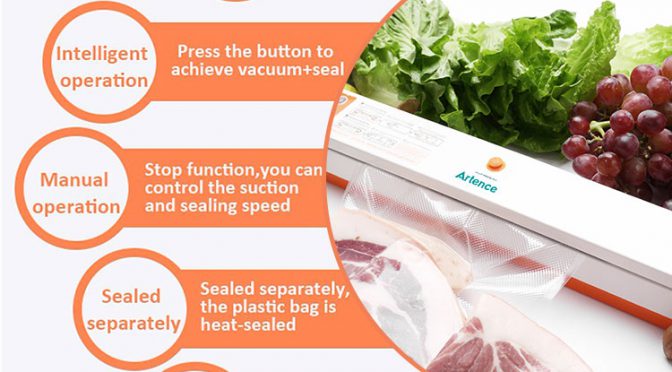 Intelligent
operation
Press the button to
achieve vacuum+seal
Manual
operation
Stop function,you can
control the suction
and sealing speed
Sealed
separately
Sealed separately,
the plastic bag is
heat-sealed
Artence